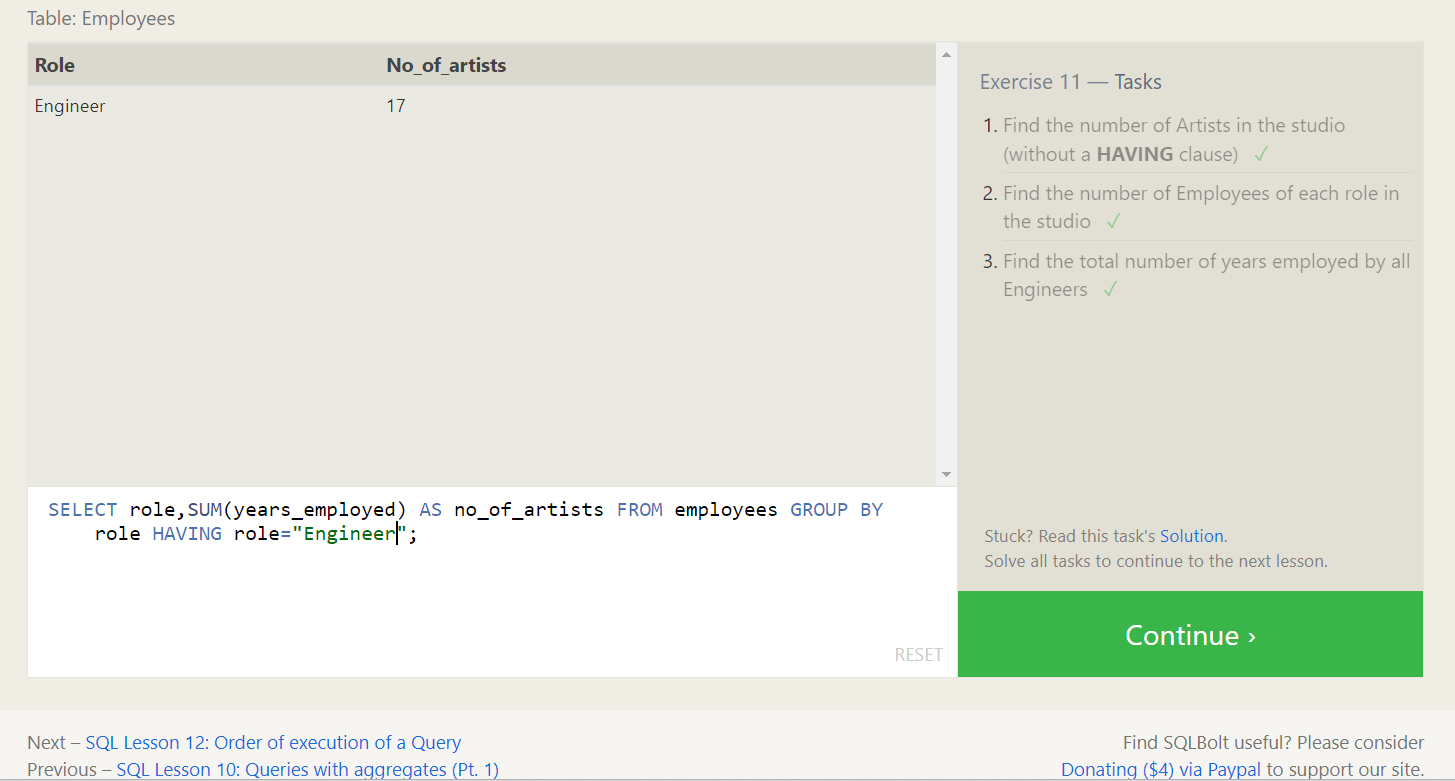 Table: Employees
Role No_of_artists
Engineer 17
SELECT role,SUM(years_employed) AS no_of_artists FROM employees GROUP BY
role HAVING role="Engineer";
RESET
Exercise 11 — Tasks
1. Find the number of Artists in the studio
(without a HAVING clause) ✓
2. Find the number of Employees of each role in
the studio ✓
3. Find the total number of years employed by all
Engineers ✓
Stuck? Read this task's Solution.
Solve all tasks to continue to the next lesson.
Continue ›
Next – SQL Lesson 12: Order of execution of a Query
Previous – SQL Lesson 10: Queries with aggregates (Pt. 1)
Find SQLBolt useful? Please consider
Donating ($4) via Paypal to support our site.